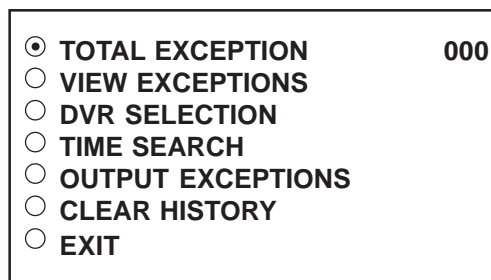 TOTAL EXCEPTION 000
VIEW EXCEPTIONS
DVR SELECTION
TIME SEARCH
OUTPUT EXCEPTIONS
CLEAR HISTORY
EXIT